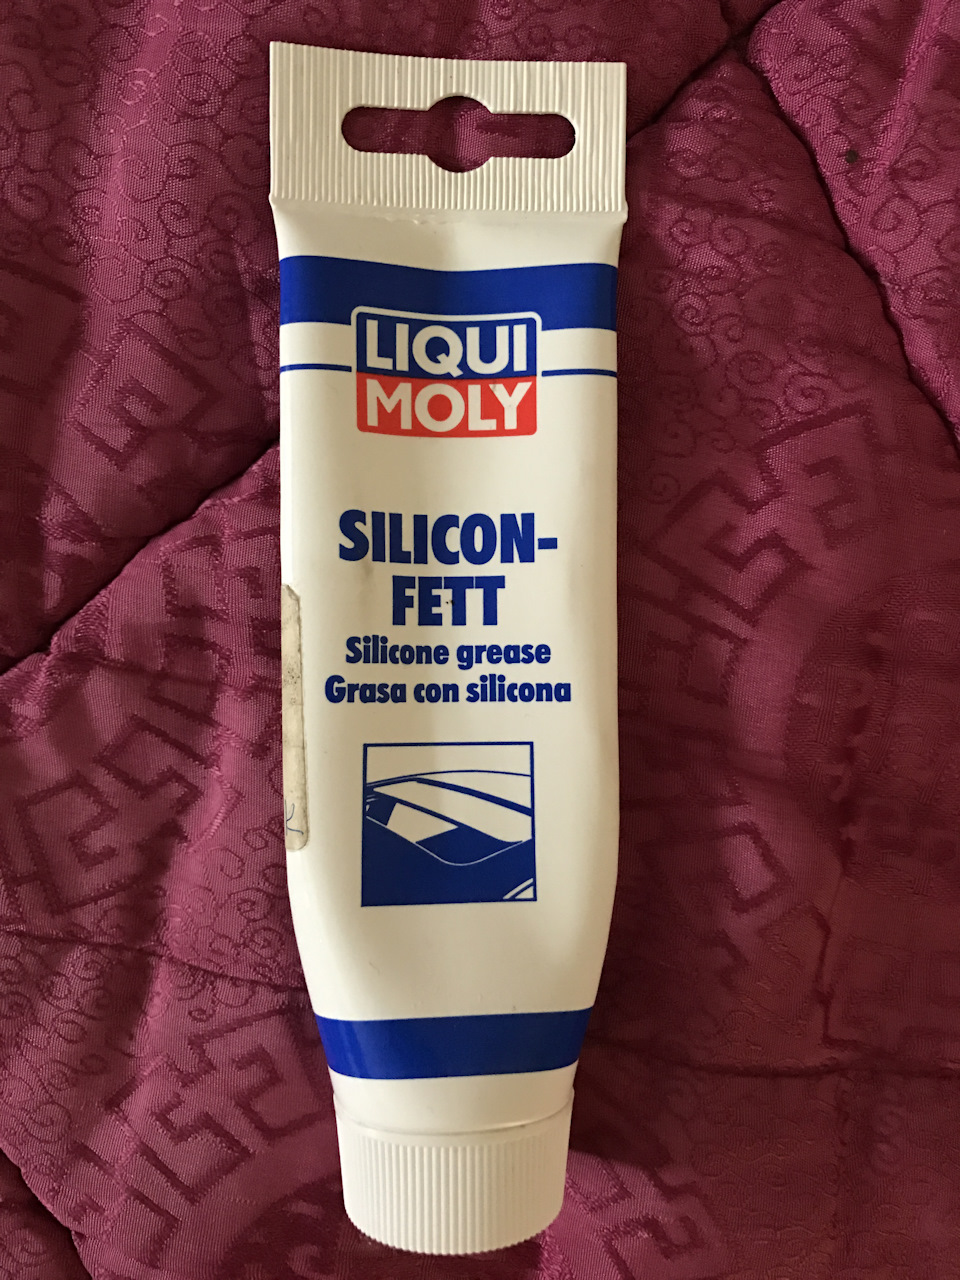 LIQUI
MOLY
SILICON-
FETT
Silicone grease
Grasa con silicona